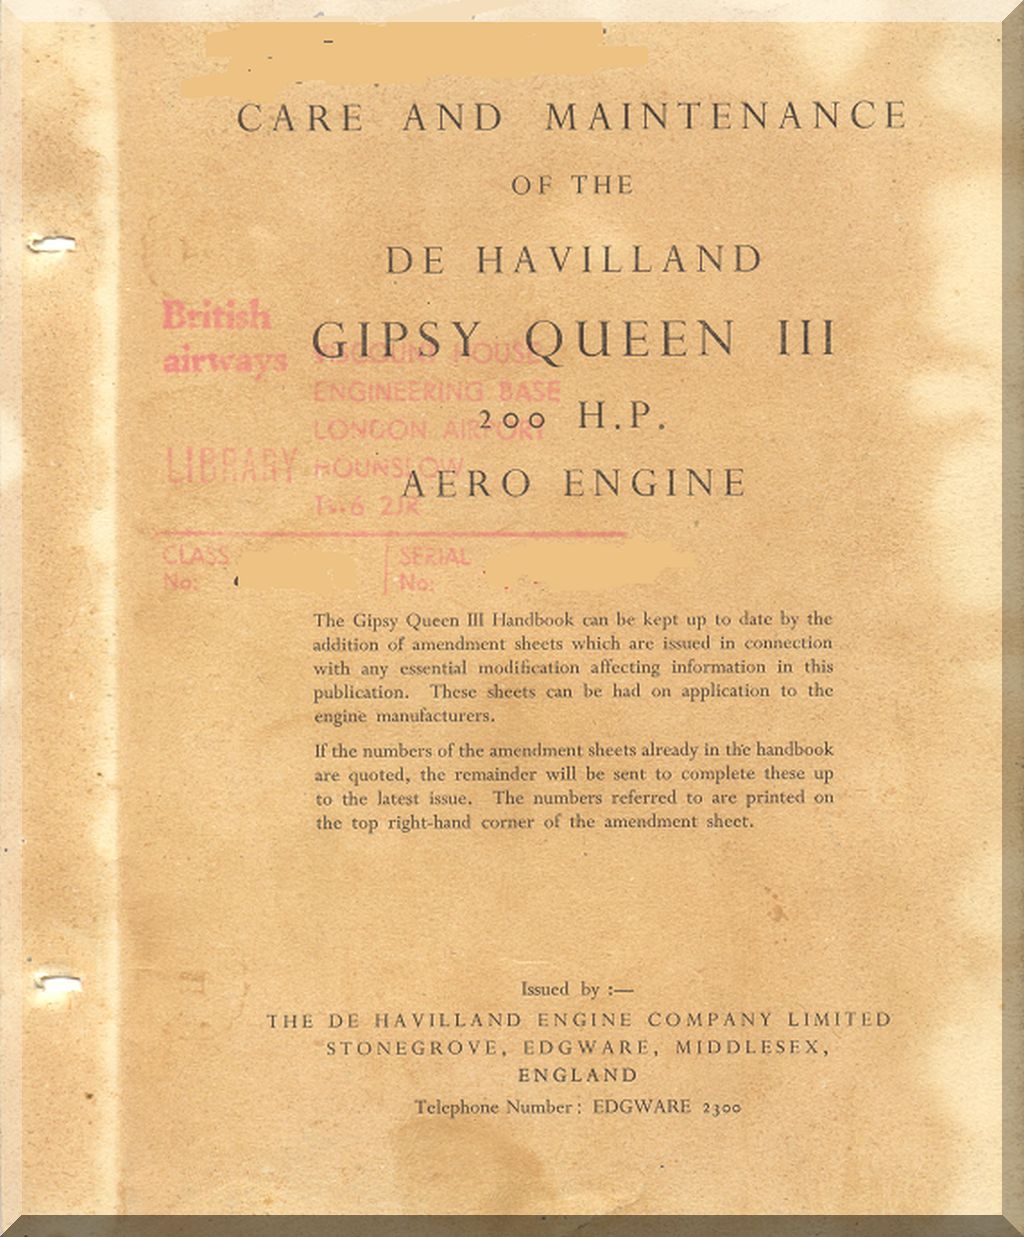 CARE AND MAINTENANCE
OF THE
DE HAVILLAND
GIPSY QUEEN III
200 H.P.
AERO ENGINE
British
airways
LIBRARY
VISCOUNT HOUSE
ENGINEERING BASE
LONDON AIRPORT
HOUNSLOW
2JR
CLASS
No:
SERIAL
No:
The Gipsy Queen III Handbook can be kept up to date by the
addition of amendment sheets which are issued in connection
with any essential modification affecting information in this
publication. These sheets can be had on application to the
engine manufacturers.
If the numbers of the amendment sheets already in the handbook
are quoted, the remainder will be sent to complete these up
to the latest issue. The numbers referred to are printed on
the top right-hand corner of the amendment sheet.
Issued by :—
THE DE HAVILLAND ENGINE COMPANY LIMITED
STONEGROVE, EDGWARE, MIDDLESEX,
ENGLAND
Telephone Number: EDGWARE 2300